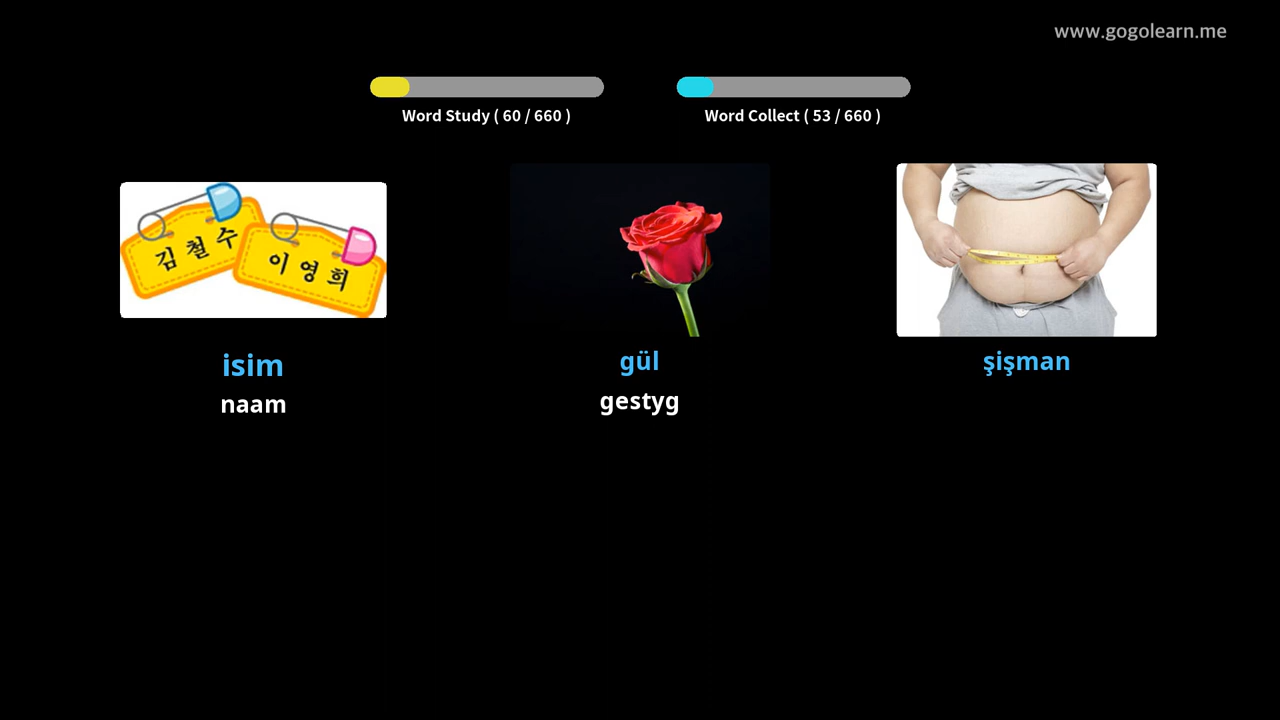 www.gogolearn.me
Word Study ( 60 / 660 )
Word Collect ( 53 / 660 )
김철수
이영희
isim
gül
şişman
naam
gestyg